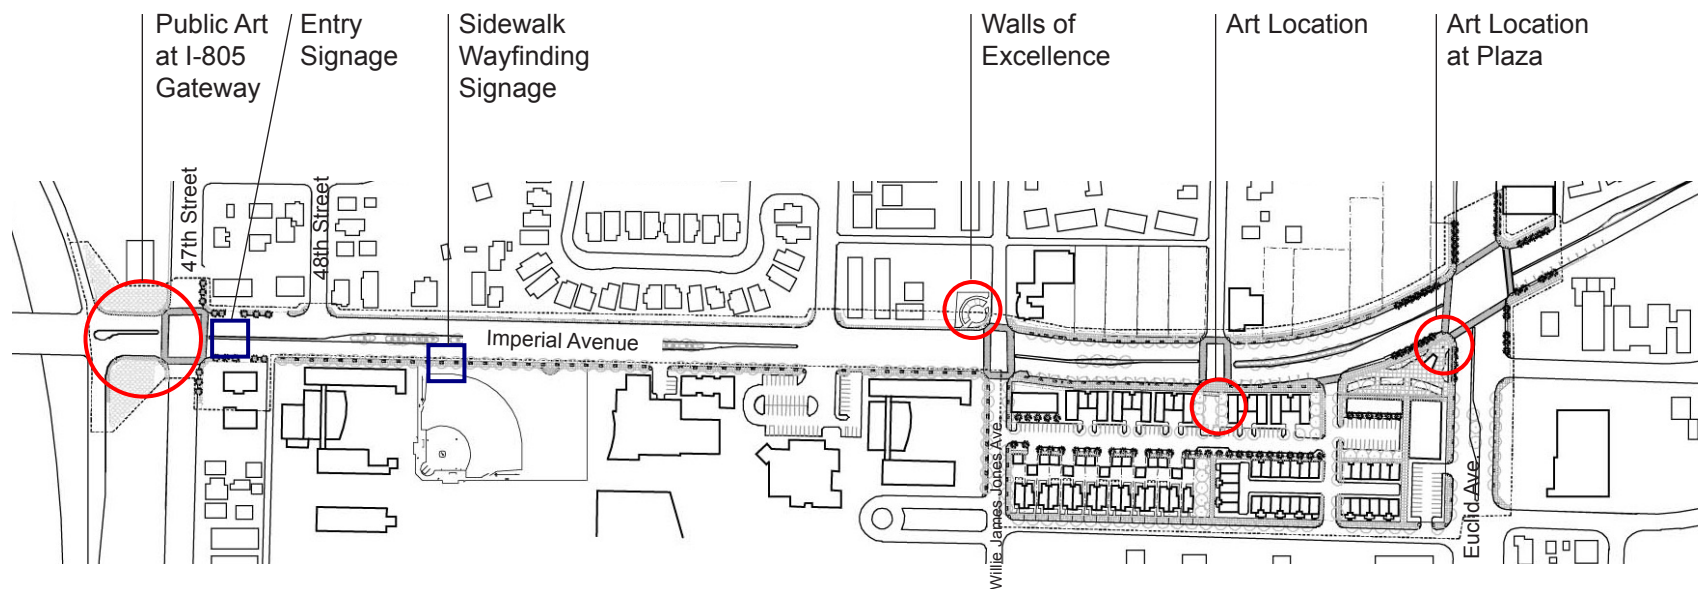 Public Art
at I-805
Gateway
Entry
Signage
Sidewalk
Wayfinding
Signage
Walls of
Excellence
Art Location
Art Location
at Plaza
47th Street
48th Street
Imperial Avenue
Willie James Jones Ave
Euclid Ave